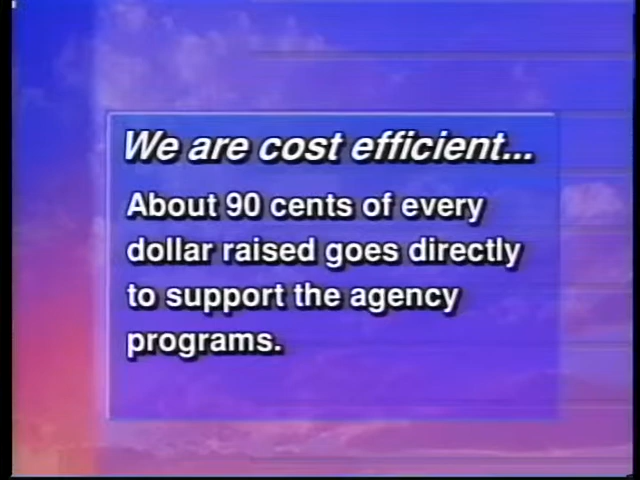 We are cost efficient...
About 90 cents of every
dollar raised goes directly
to support the agency
programs.